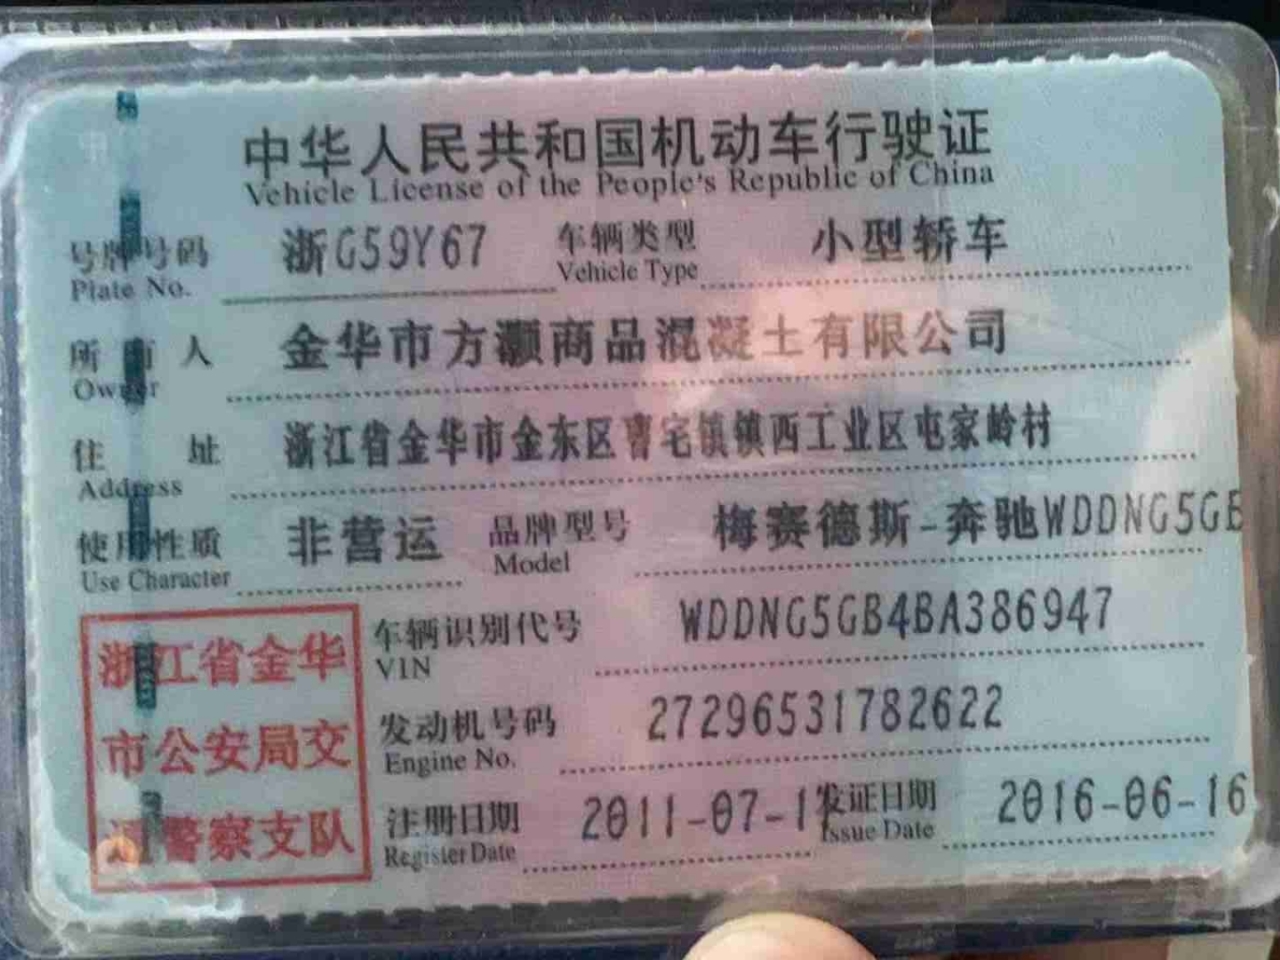 中华人民共和国机动车行驶证
Vehicle License of the People's Republic of China
号牌号码 浙G59Y67 车辆类型 小型轿车
Plate No. Vehicle Type
所有人 金华市方灏商品混凝土有限公司
Owner
住址 浙江省金华市金东区曹宅镇镇西工业区屯家岭村
Address
使用性质 非营运 品牌型号 梅赛德斯-奔驰WDDNG5GE
Use Character Model
浙江省金华
市公安局交
通警察支队
车辆识别代号 WDDNG5GB4BA386947
VIN
发动机号码 27296531782622
Engine No.
注册日期 2011-07-1 发证日期 2016-06-16
Register Date Issue Date